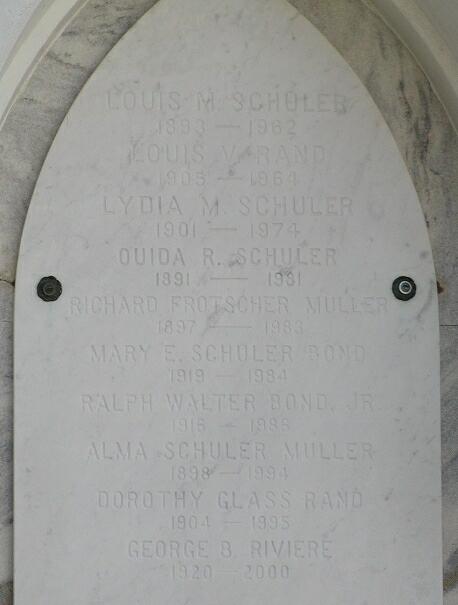 LOUIS M. SCHULER
1893 — 1962
LOUIS V. RAND
1905 — 1964
LYDIA M. SCHULER
1901 — 1974
OUIDA R. SCHULER
1891 — 1981
RICHARD FROTSCHER MULLER
1897 — 1983
MARY E. SCHULER BOND
1919 — 1984
RALPH WALTER BOND, JR.
1916 — 1986
ALMA SCHULER MULLER
1898 — 1994
DOROTHY GLASS RAND
1904 — 1995
GEORGE B. RIVIERE
1920 — 2000